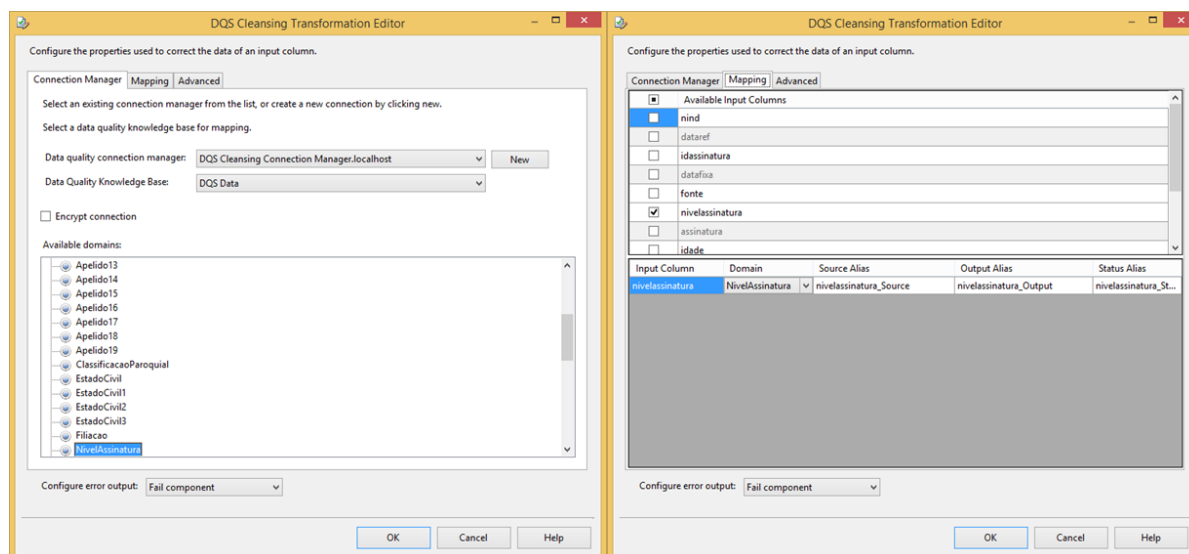 DQS Cleansing Transformation Editor
Configure the properties used to correct the data of an input column.
Connection Manager Mapping Advanced
Select an existing connection manager from the list, or create a new connection by clicking new.
Select a data quality knowledge base for mapping.
Data quality connection manager: DQS Cleansing Connection Manager.localhost New
Data Quality Knowledge Base: DQS Data
Encrypt connection
Available domains:
Apelido13
Apelido14
Apelido15
Apelido16
Apelido17
Apelido18
Apelido19
ClassificacaoParoquial
EstadoCivil
EstadoCivil1
EstadoCivil2
EstadoCivil3
Filiacao
NivelAssinatura
Configure error output: Fail component
OK Cancel Help
DQS Cleansing Transformation Editor
Configure the properties used to correct the data of an input column.
Connection Manager Mapping Advanced
Available Input Columns
nind
dataref
idassinatura
datafixa
fonte
nivelassinatura
assinatura
idade
Input Column Domain Source Alias Output Alias Status Alias
nivelassinatura NivelAssinatura nivelassinatura_Source nivelassinatura_Output nivelassinatura_St...
Configure error output: Fail component
OK Cancel Help